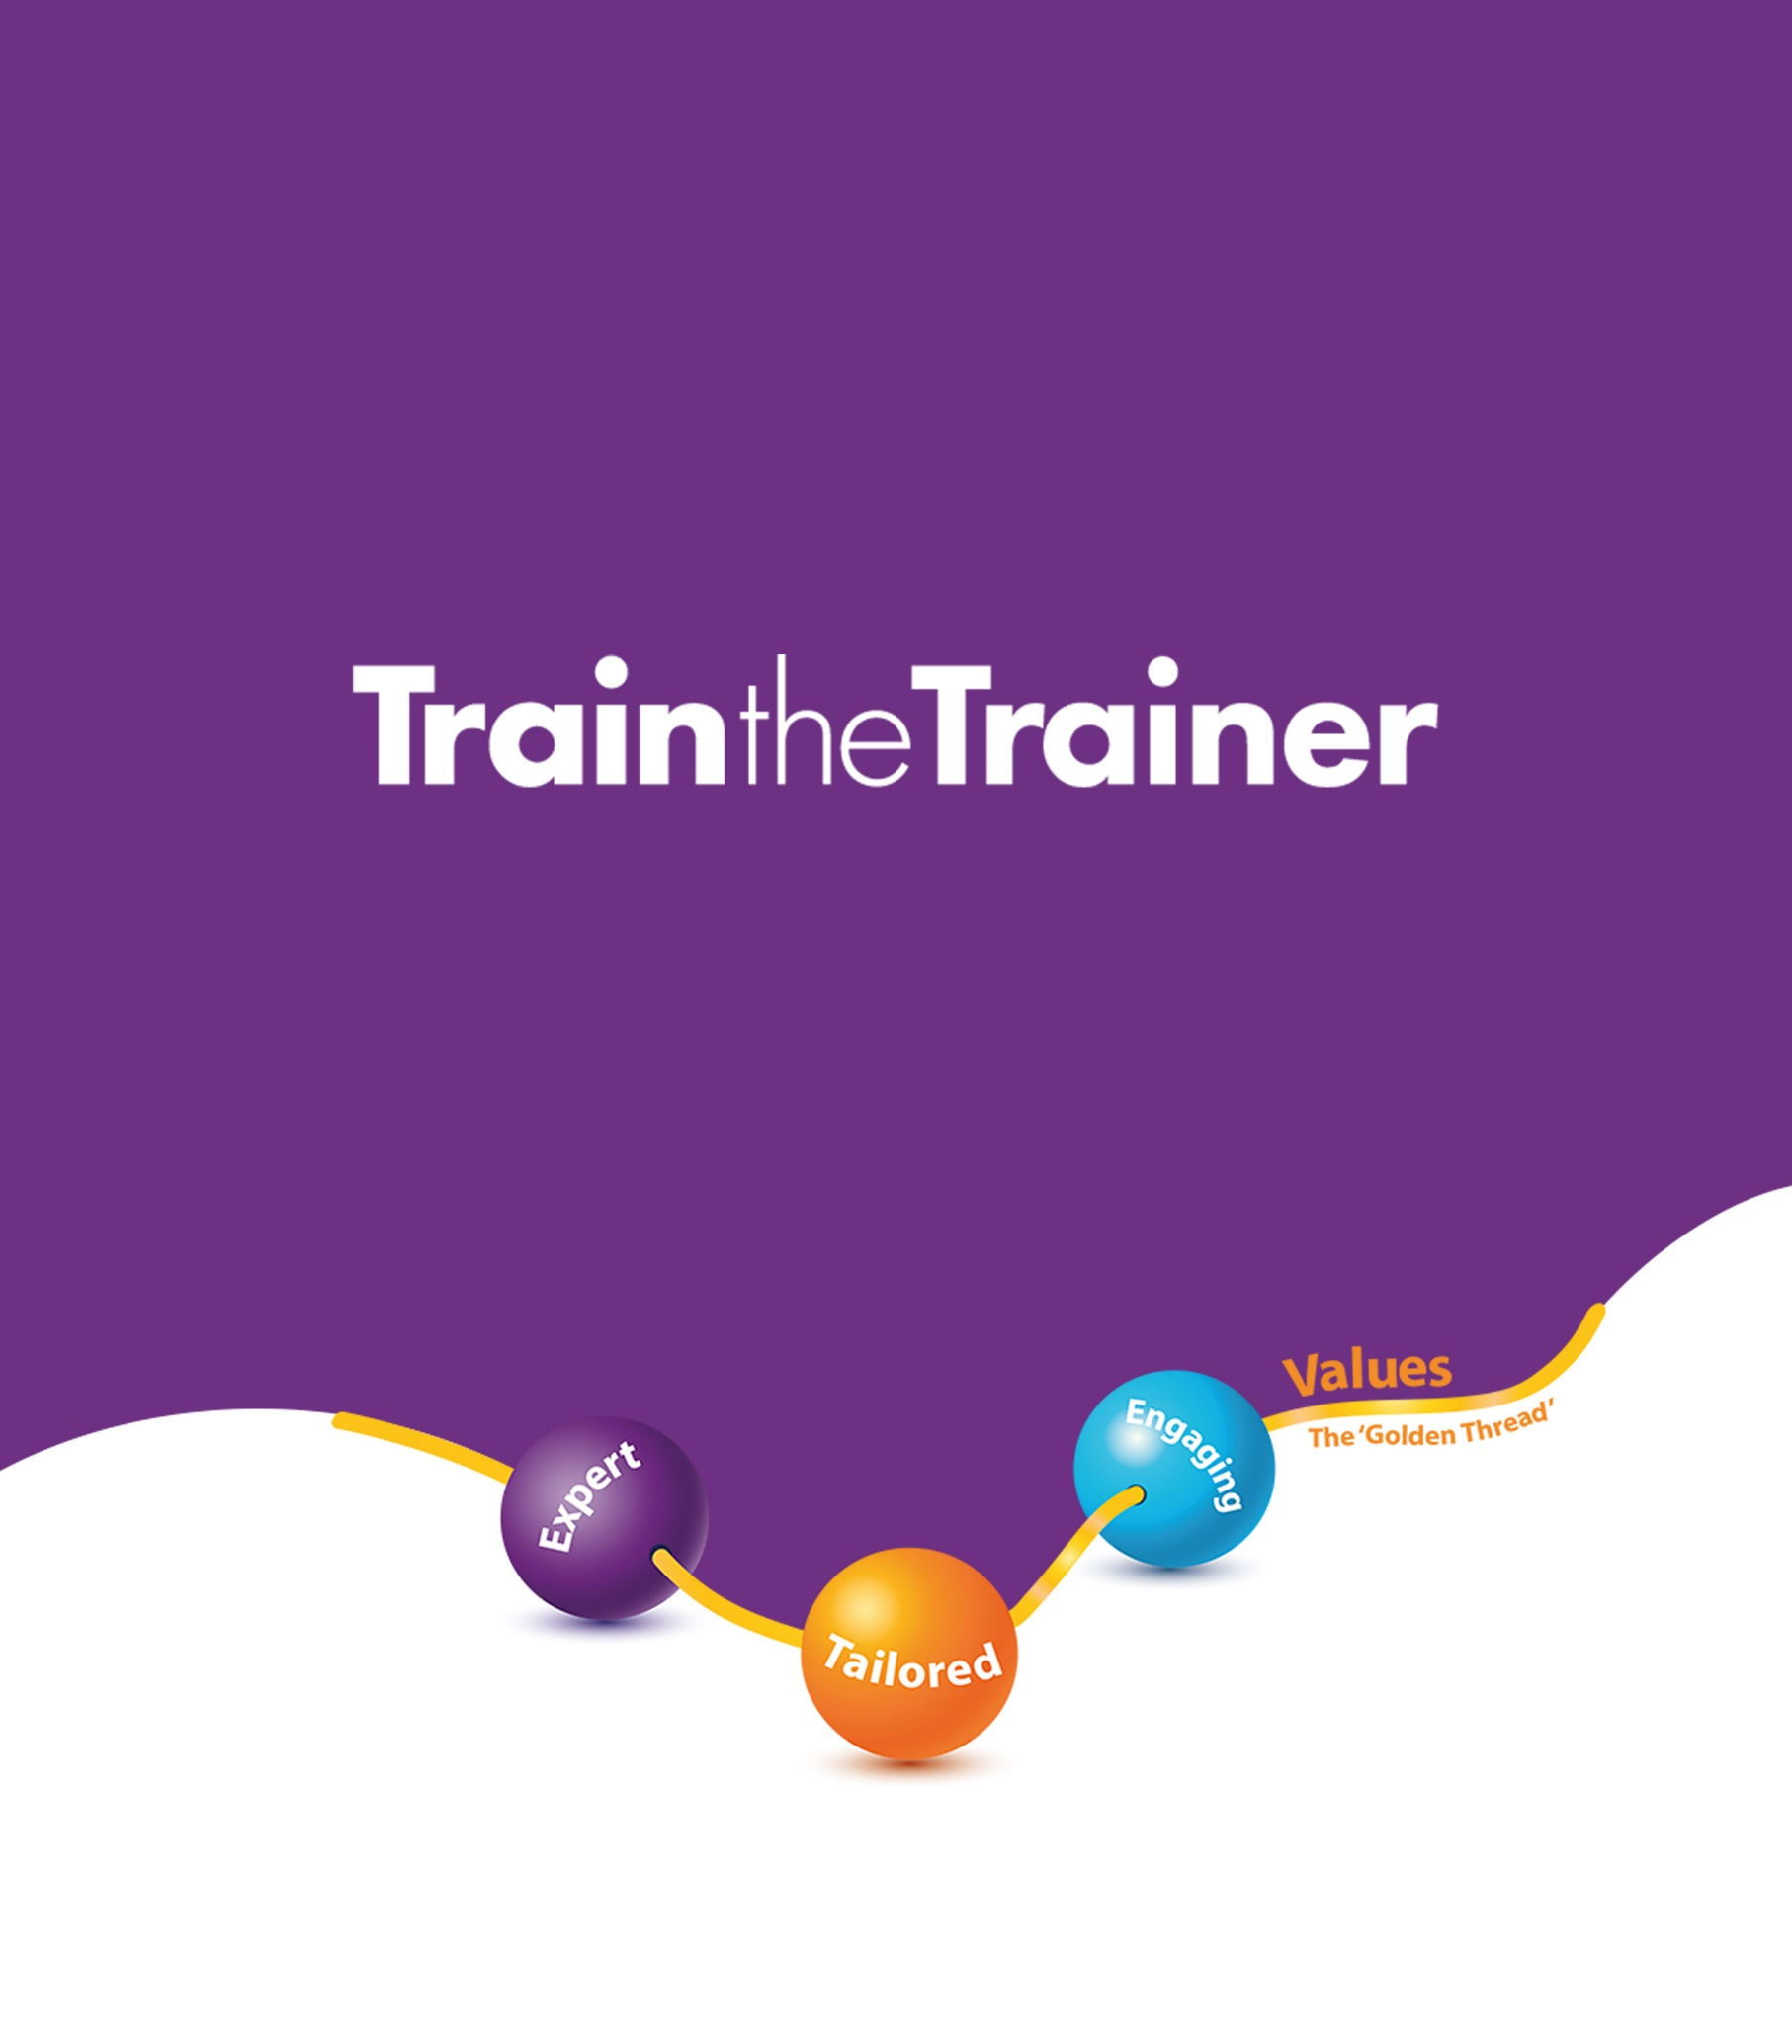 Train the Trainer
Expert
Tailored
Engaging
Values
The ‘Golden Thread’